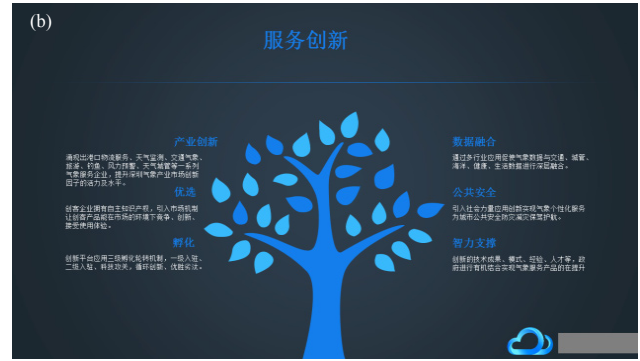 (b)
服务创新
产业创新
涌现出港口物流服务、天气监测、交通气象、
旅游、钓鱼、风力预警、天气城管等一系列
气象服务企业，提升深圳气象产业市场创新
因子的活力及水平。
优选
创客企业拥有自主知识产权，引入市场机制
让创客产品能在市场的环境下竞争、创新、
接受使用体验。
孵化
创新平台应用三级孵化轮转机制，一级入驻、
二级入驻、科技攻关，循环创新、优胜劣汰。
数据融合
通过多行业应用促使气象数据与交通、城管、
海洋、健康、生活数据进行深层融合。
公共安全
引入社会力量应用创新实现气象个性化服务
为城市公共安全防灾减灾保驾护航。
智力支撑
创新的技术成果、模式、经验、人才等，政
府进行有机结合实现气象服务产品的在提升